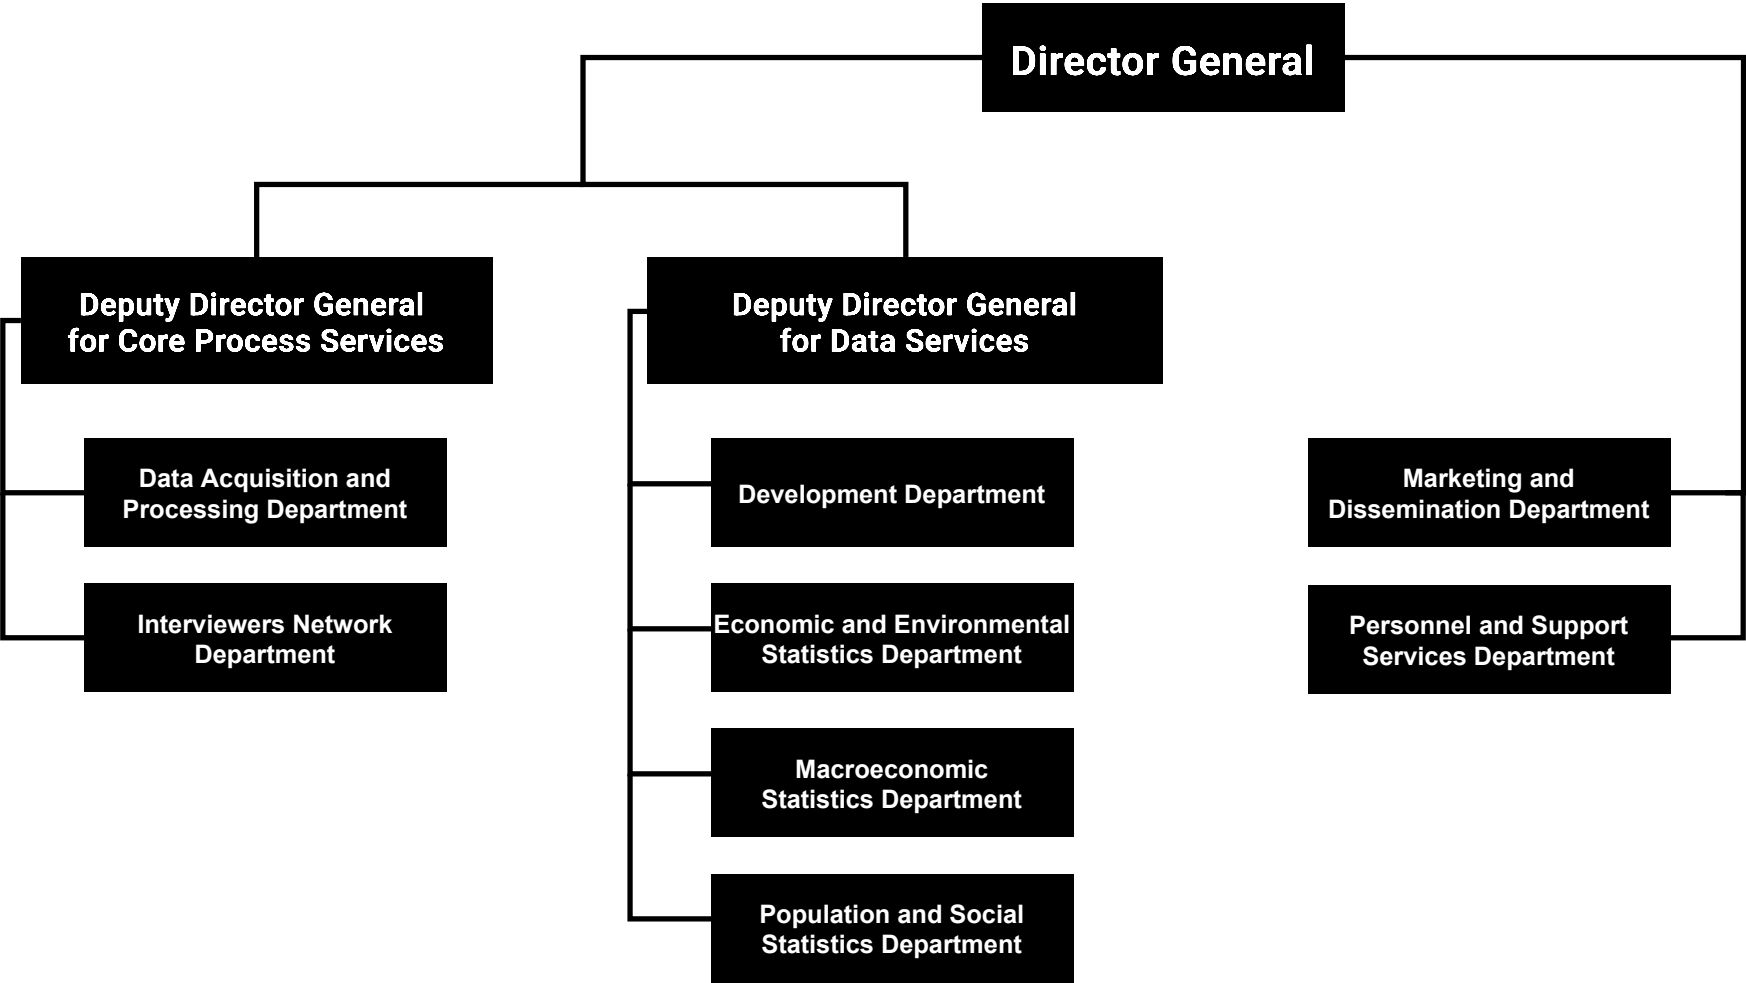 Director General
Deputy Director General
for Core Process Services
Deputy Director General
for Data Services
Data Acquisition and
Processing Department
Interviewers Network
Department
Development Department
Economic and Environmental
Statistics Department
Macroeconomic
Statistics Department
Population and Social
Statistics Department
Marketing and
Dissemination Department
Personnel and Support
Services Department